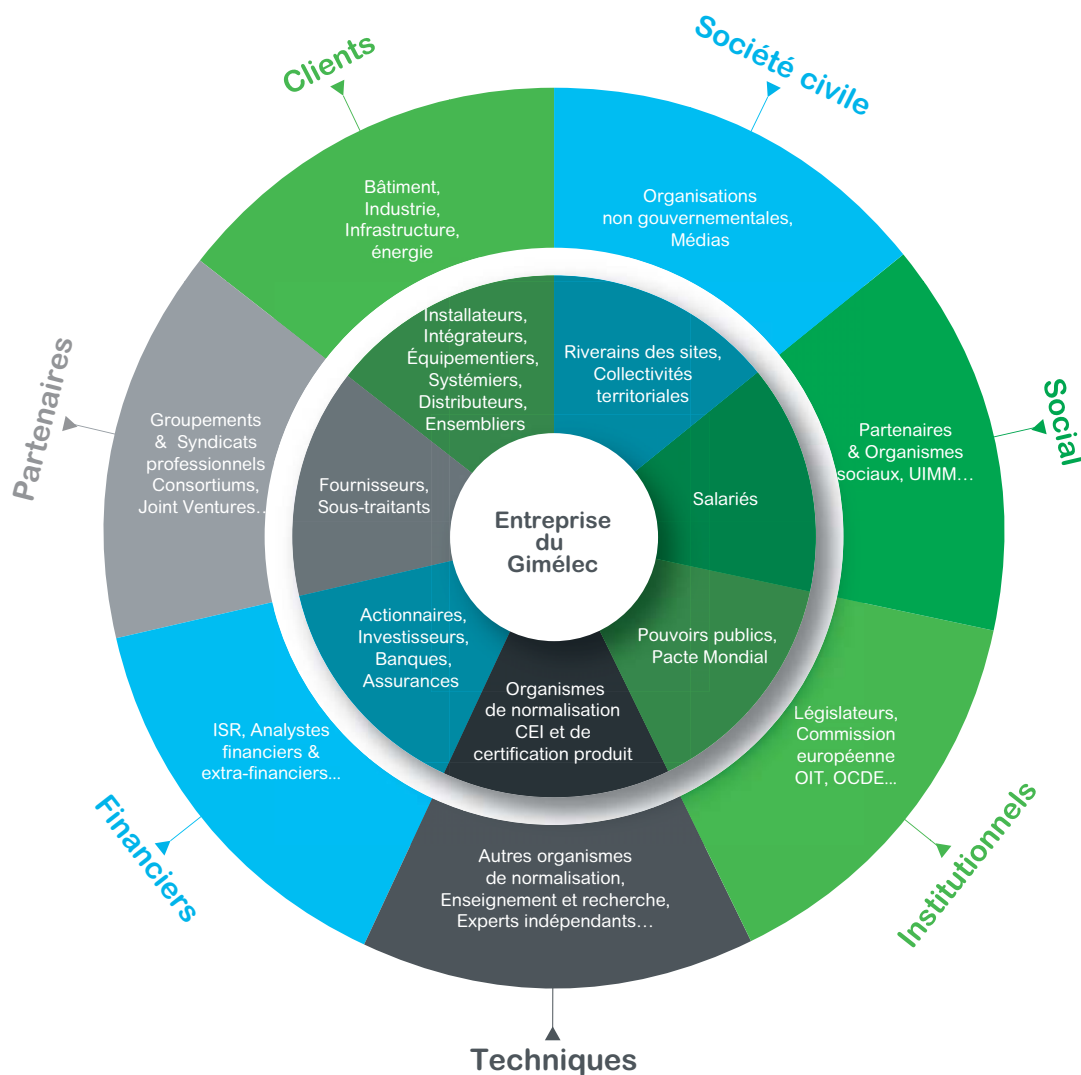 Clients
Société civile
Social
Institutionnels
Techniques
Financiers
Partenaires
Bâtiment,
Industrie,
Infrastructure,
énergie
Organisations
non gouvernementales,
Médias
Partenaires
& Organismes
sociaux, UIMM…
Législateurs,
Commission
européenne
OIT, OCDE...
Autres organismes
de normalisation,
Enseignement et recherche,
Experts indépendants…
ISR, Analystes
financiers &
extra-financiers...
Groupements
& Syndicats
professionnels
Consortiums,
Joint Ventures…
Installateurs,
Intégrateurs,
Équipementiers,
Systémiers,
Distributeurs,
Ensembliers
Riverains des sites,
Collectivités
territoriales
Salariés
Pouvoirs publics,
Pacte Mondial
Organismes
de normalisation
CEI et de
certification produit
Actionnaires,
Investisseurs,
Banques,
Assurances
Fournisseurs,
Sous-traitants
Entreprise
du
Gimélec